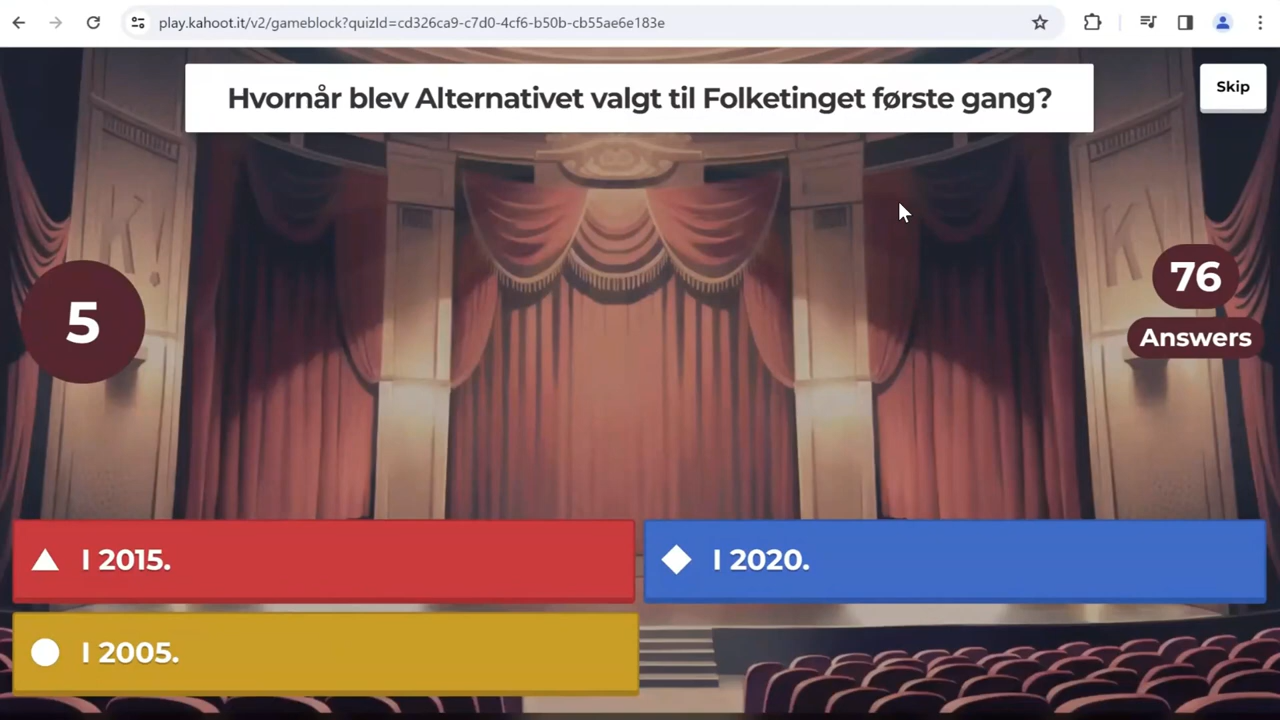 play.kahoot.it/v2/gameblock?quizId=cd326ca9-c7d0-4cf6-b50b-cb55ae6e183e
Hvornår blev Alternativet valgt til Folketinget første gang?
Skip
K!
5
76
Answers
I 2015.
I 2020.
I 2005.